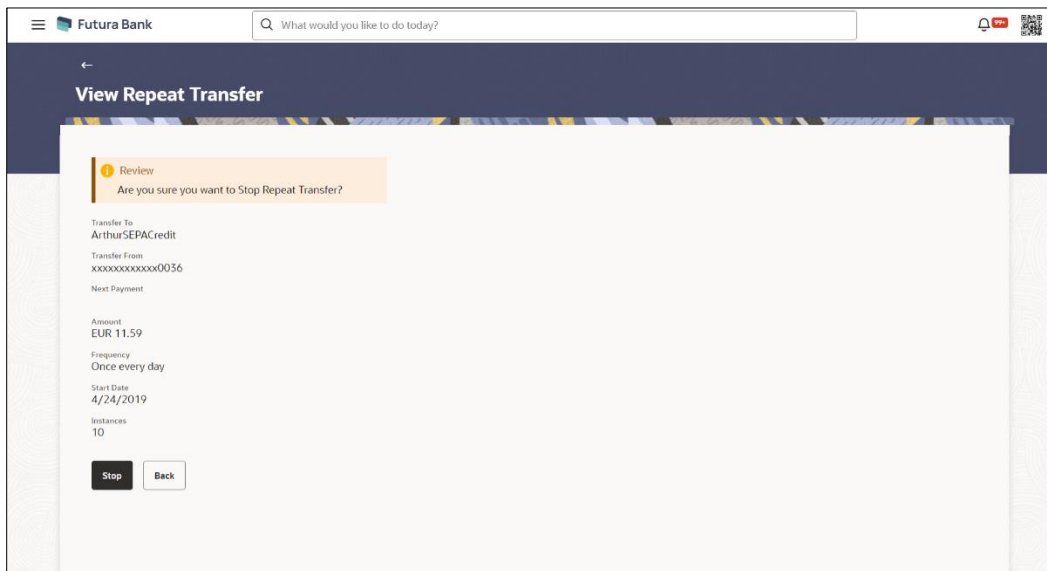 Futura Bank
What would you like to do today?
99+
View Repeat Transfer
Review
Are you sure you want to Stop Repeat Transfer?
Transfer To
ArthurSEPACredit
Transfer From
xxxxxxxxxxxx0036
Next Payment
Amount
EUR 11.59
Frequency
Once every day
Start Date
4/24/2019
Instances
10
Stop
Back